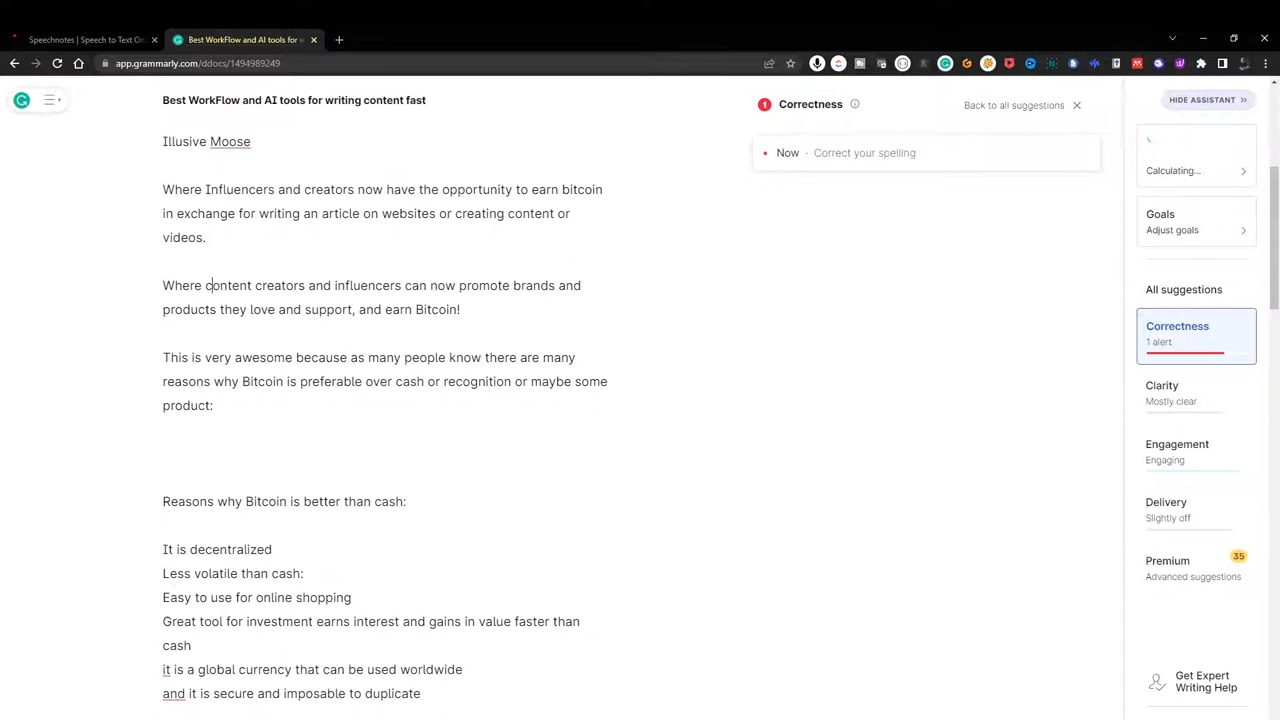 Speechnotes | Speech to Text On
Best WorkFlow and AI tools for w
app.grammarly.com/ddocs/1494989249
Best WorkFlow and AI tools for writing content fast
Illusive Moose
Where Influencers and creators now have the opportunity to earn bitcoin
in exchange for writing an article on websites or creating content or
videos.
Where content creators and influencers can now promote brands and
products they love and support, and earn Bitcoin!
This is very awesome because as many people know there are many
reasons why Bitcoin is preferable over cash or recognition or maybe some
product:
Reasons why Bitcoin is better than cash:
It is decentralized
Less volatile than cash:
Easy to use for online shopping
Great tool for investment earns interest and gains in value faster than
cash
it is a global currency that can be used worldwide
and it is secure and imposable to duplicate
1 Correctness
Back to all suggestions
Now · Correct your spelling
HIDE ASSISTANT
Calculating...
Goals
Adjust goals
All suggestions
Correctness
1 alert
Clarity
Mostly clear
Engagement
Engaging
Delivery
Slightly off
Premium 35
Advanced suggestions
Get Expert
Writing Help